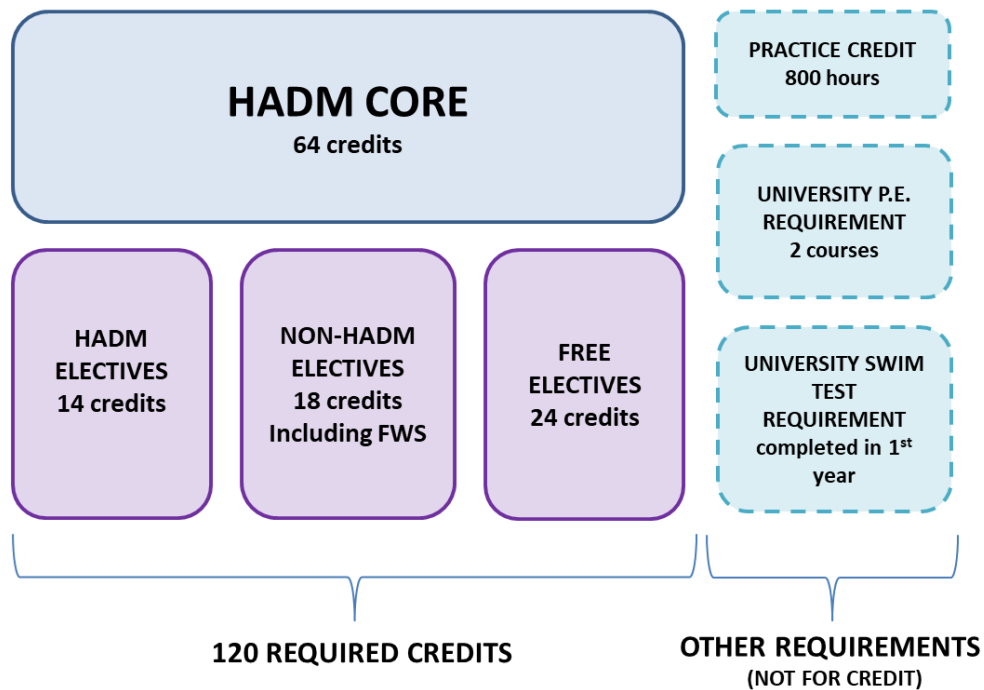 HADM CORE
64 credits
HADM
ELECTIVES
14 credits
NON-HADM
ELECTIVES
18 credits
Including FWS
FREE
ELECTIVES
24 credits
120 REQUIRED CREDITS
PRACTICE CREDIT
800 hours
UNIVERSITY P.E.
REQUIREMENT
2 courses
UNIVERSITY SWIM
TEST
REQUIREMENT
completed in 1st
year
OTHER REQUIREMENTS
(NOT FOR CREDIT)